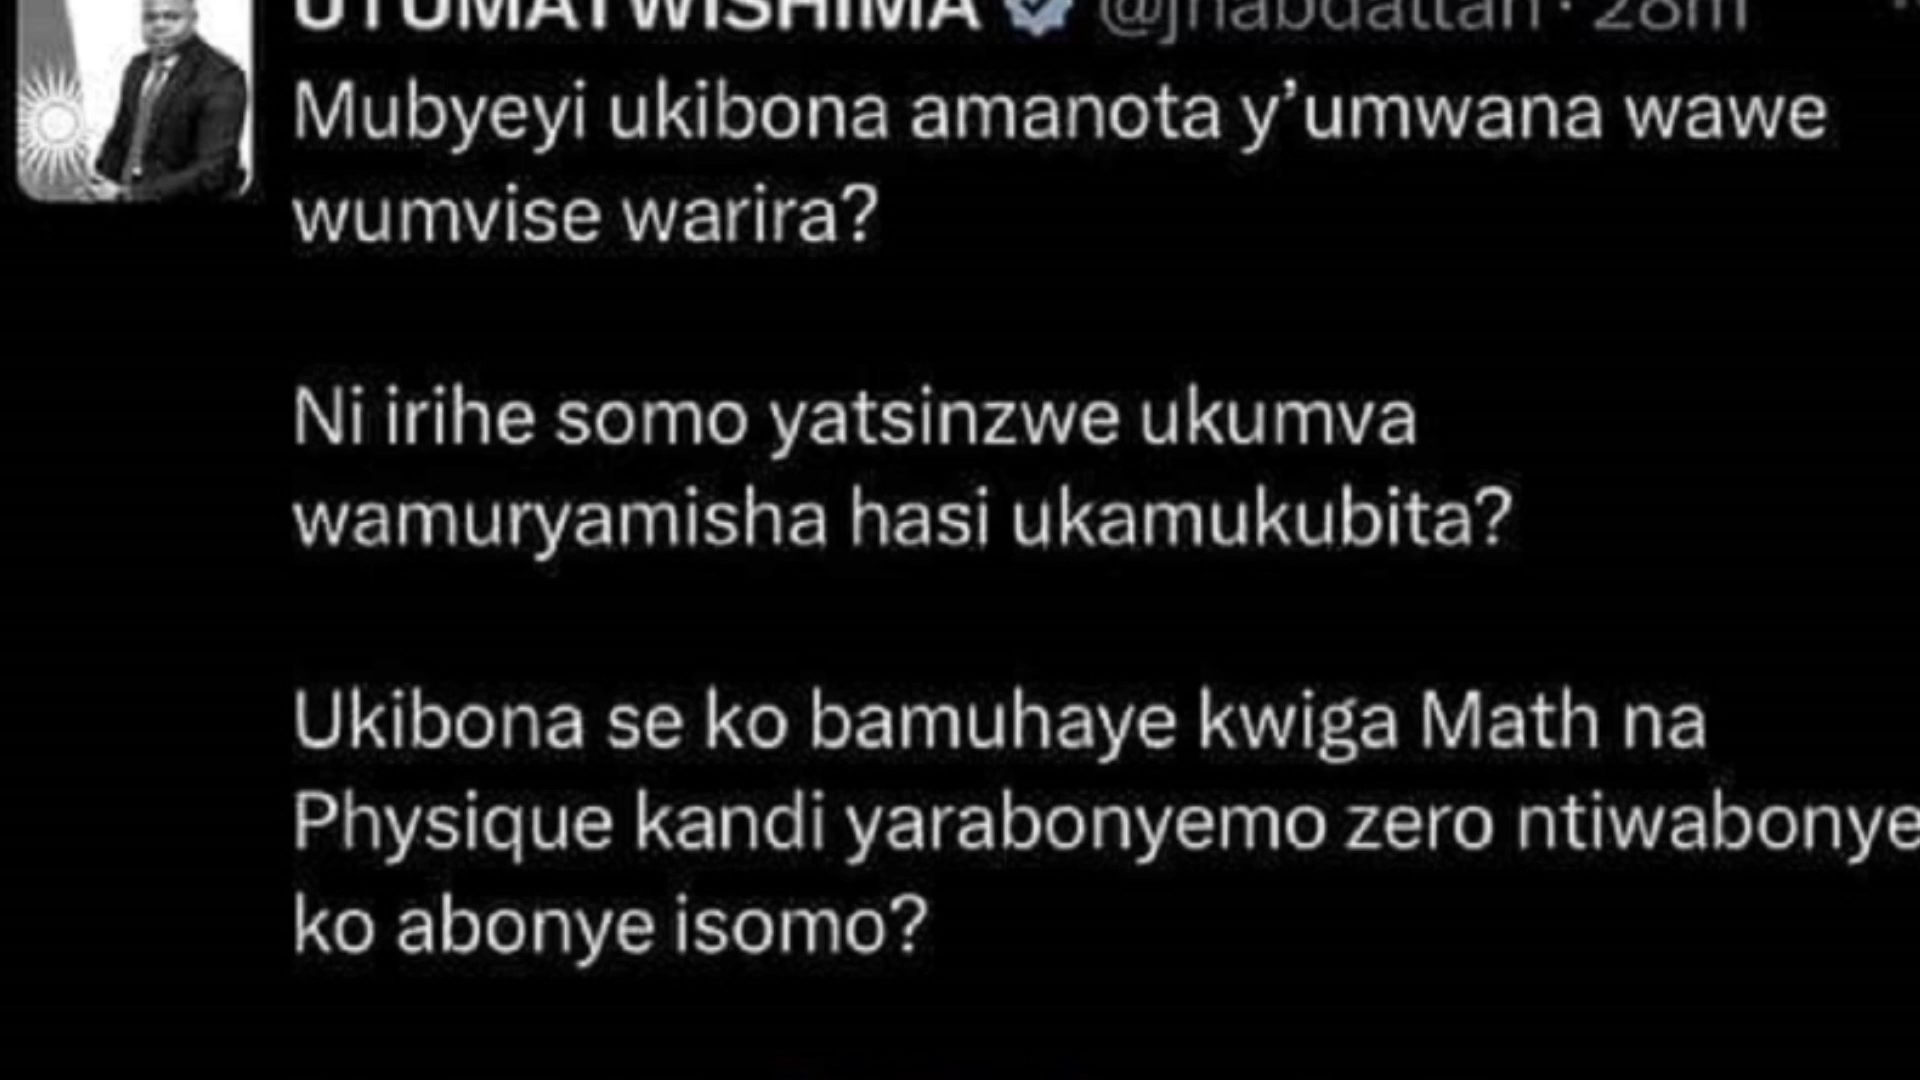 UTUMATWISHIMA @jnabdallah · 28m
Mubyeyi ukibona amanota y’umwana wawe
wumvise warira?
Ni irihe somo yatsinzwe ukumva
wamuryamisha hasi ukamukubita?
Ukibona se ko bamuhaye kwiga Math na
Physique kandi yarabonyemo zero ntiwabonye
ko abonye isomo?